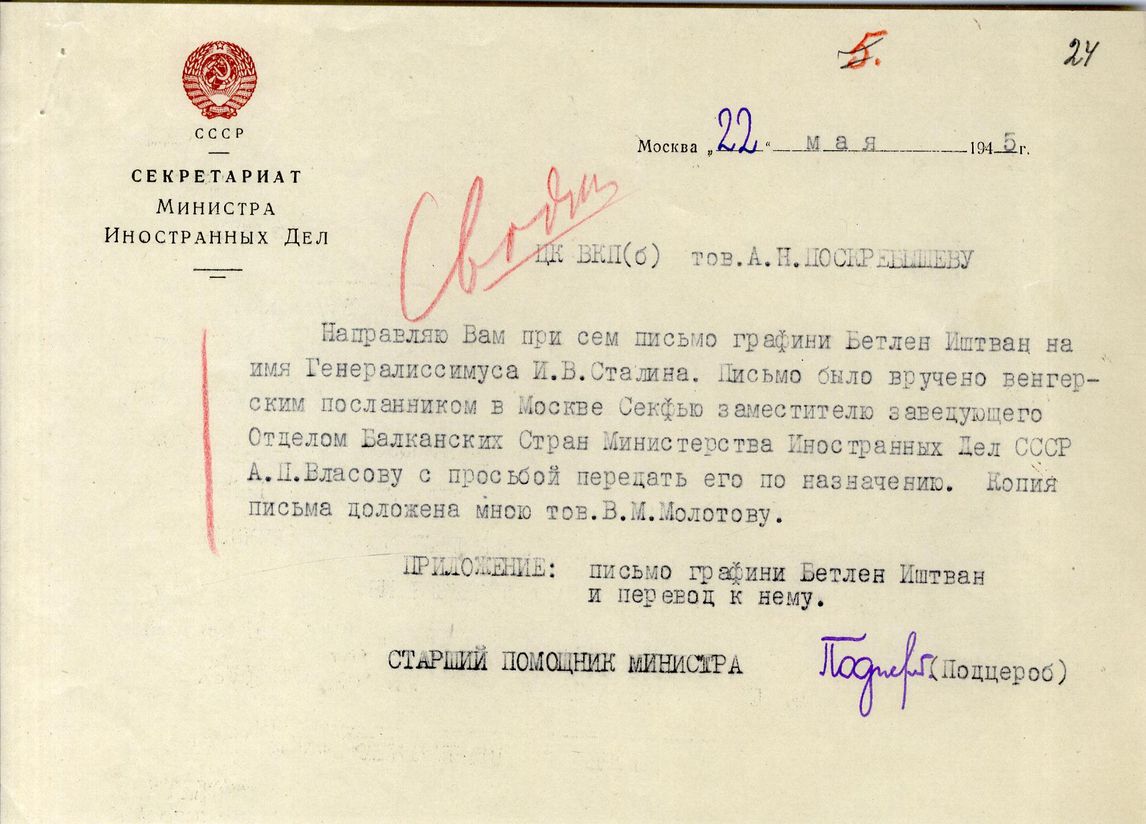 5.
24
СССР
СЕКРЕТАРИАТ
МИНИСТРА
ИНОСТРАННЫХ ДЕЛ
Москва „22“ мая 1945г.
ЦК ВКП(б) тов.А.Н.ПОСКРЕБЫШЕВУ
Направляю Вам при сем письмо графини Бетлен Иштван на
имя Генералиссимуса И.В.Сталина. Письмо было вручено венгер-
ским посланником в Москве Секфью заместителю заведующего
Отделом Балканских Стран Министерства Иностранных Дел СССР
А.П.Власову с просьбой передать его по назначению. Копия
письма доложена мною тов.В.М.Молотову.
ПРИЛОЖЕНИЕ: письмо графини Бетлен Иштван
и перевод к нему.
СТАРШИЙ ПОМОЩНИК МИНИСТРА (Подцероб)